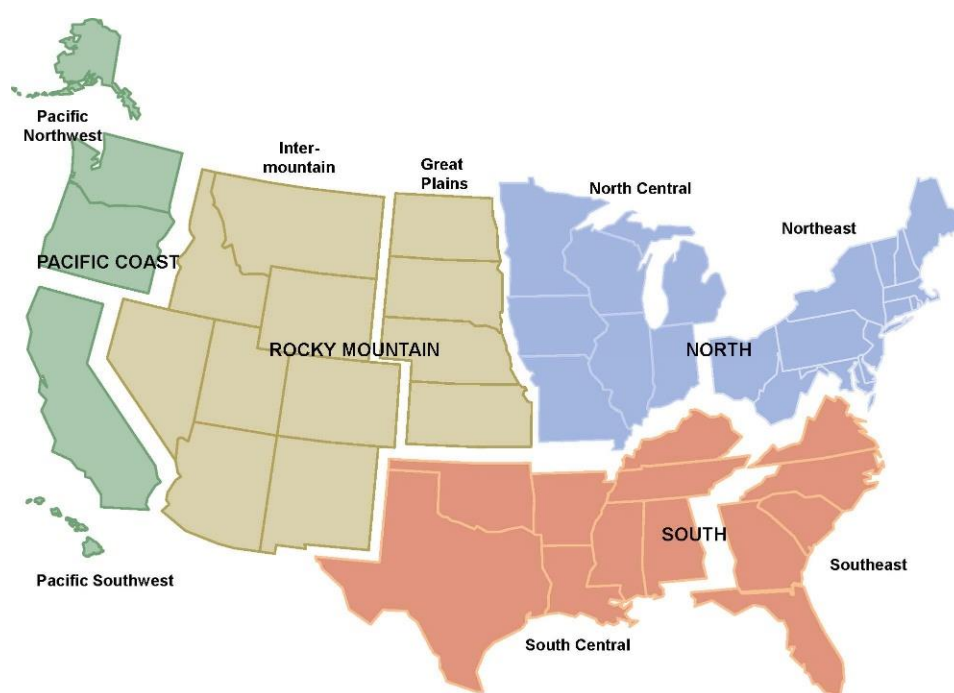 Pacific
Northwest
Inter-
mountain
Great
Plains
North Central
Northeast
PACIFIC COAST
ROCKY MOUNTAIN
NORTH
SOUTH
Southeast
Pacific Southwest
South Central